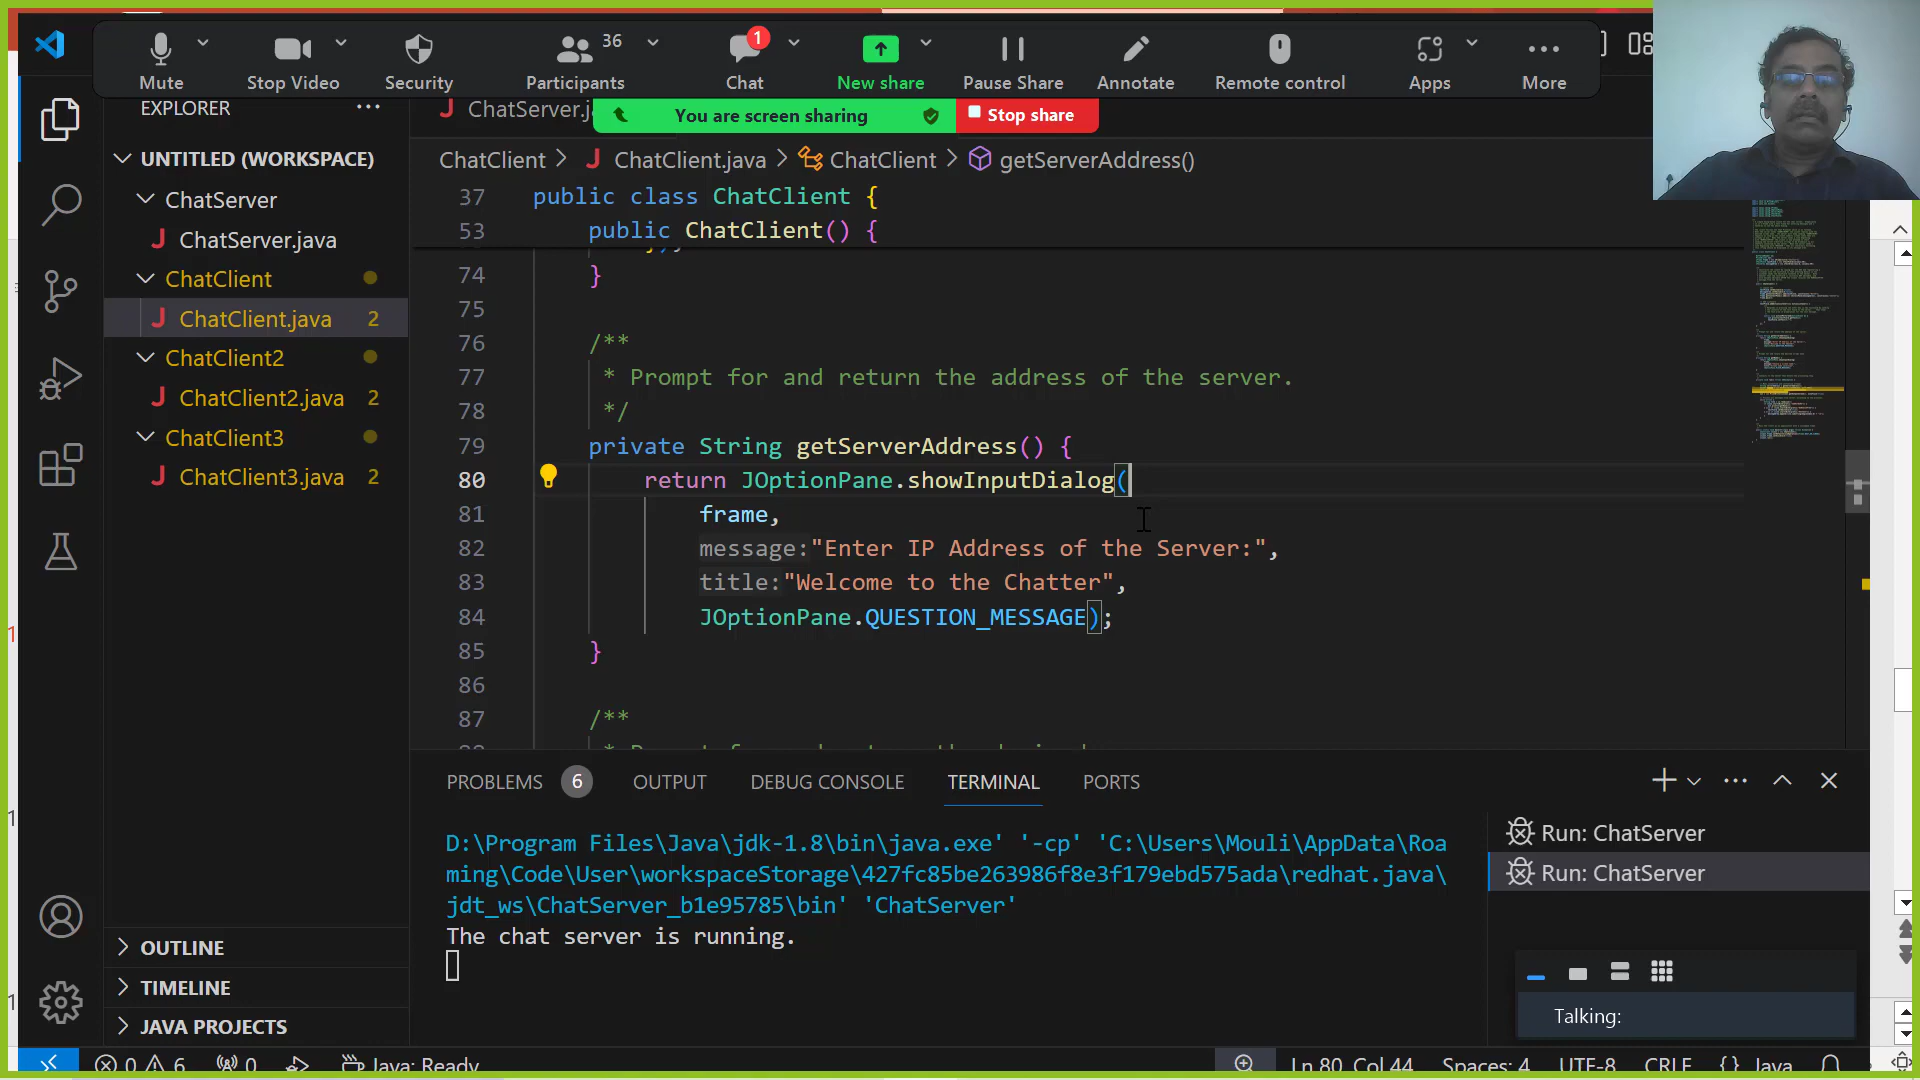 Mute
Stop Video
Security
36
Participants
1
Chat
New share
Pause Share
Annotate
Remote control
Apps
More
You are screen sharing
Stop share
EXPLORER
UNTITLED (WORKSPACE)
ChatServer
ChatServer.java
ChatClient
ChatClient.java 2
ChatClient2
ChatClient2.java 2
ChatClient3
ChatClient3.java 2
OUTLINE
TIMELINE
JAVA PROJECTS
ChatServer.j
ChatClient > ChatClient.java > ChatClient > getServerAddress()
37 public class ChatClient {
53 public ChatClient() {
74 }
75
76 /**
77 * Prompt for and return the address of the server.
78 */
79 private String getServerAddress() {
80 return JOptionPane.showInputDialog(
81 frame,
82 message:"Enter IP Address of the Server:",
83 title:"Welcome to the Chatter",
84 JOptionPane.QUESTION_MESSAGE);
85 }
86
87 /**
PROBLEMS 6 OUTPUT DEBUG CONSOLE TERMINAL PORTS
D:\Program Files\Java\jdk-1.8\bin\java.exe' '-cp' 'C:\Users\Mouli\AppData\Roa
ming\Code\User\workspaceStorage\427fc85be263986f8e3f179ebd575ada\redhat.java\
jdt_ws\ChatServer_b1e95785\bin' 'ChatServer'
The chat server is running.
Run: ChatServer
Run: ChatServer
Talking:
0 6 0 Java: Ready
Ln 80, Col 44 Spaces: 4 UTF-8 CRLF {} Java